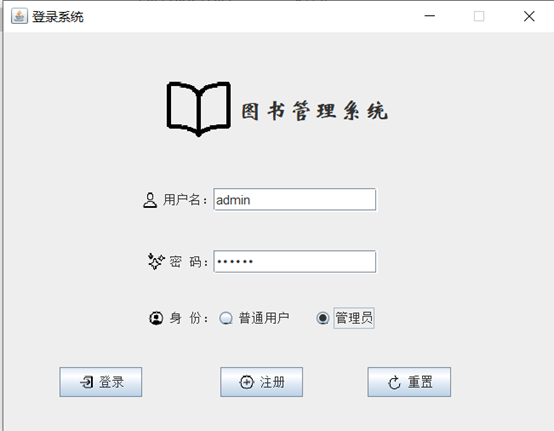 登录系统
图书管理系统
用户名：admin
密 码：••••••
身 份： 普通用户 管理员
登录 注册 重置